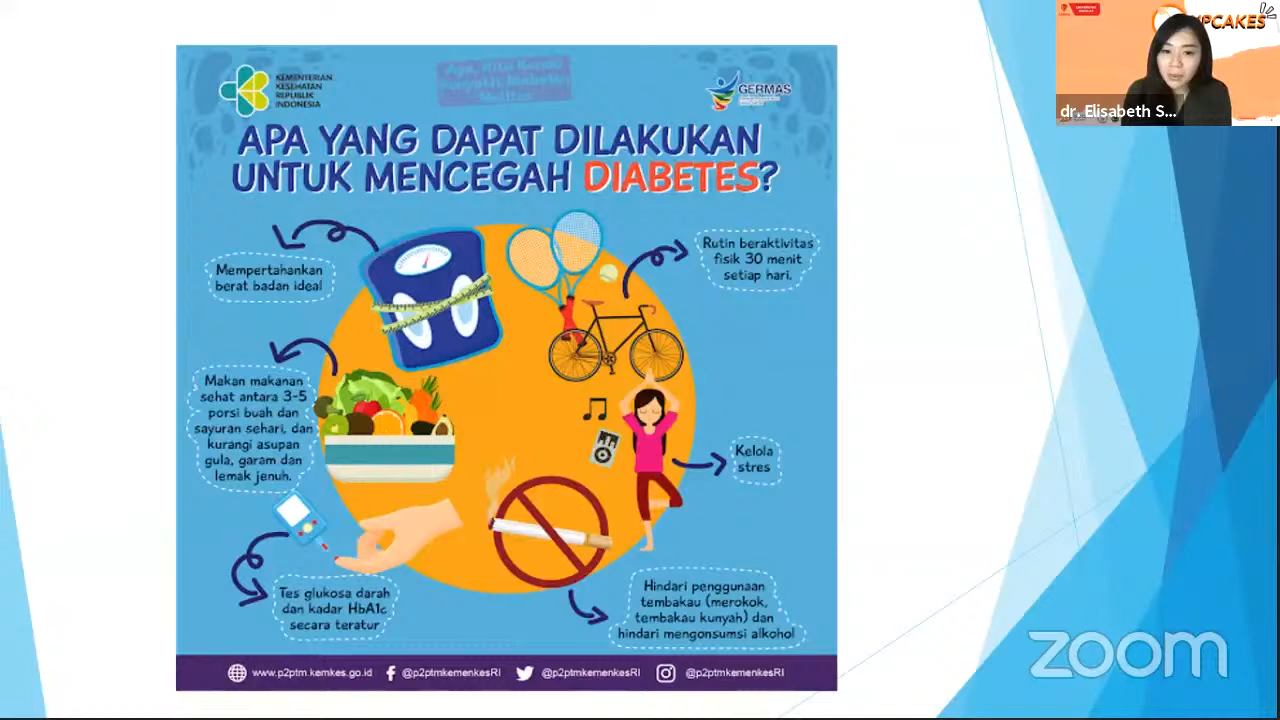 KEMENTERIAN
KESEHATAN
REPUBLIK
INDONESIA
GERMAS
APA YANG DAPAT DILAKUKAN
UNTUK MENCEGAH DIABETES?
Mempertahankan
berat badan ideal
Rutin beraktivitas
fisik 30 menit
setiap hari.
Makan makanan
sehat antara 3-5
porsi buah dan
sayuran sehari, dan
kurangi asupan
gula, garam dan
lemak jenuh.
Kelola
stres
Tes glukosa darah
dan kadar HbA1c
secara teratur
Hindari penggunaan
tembakau (merokok,
tembakau kunyah) dan
hindari mengonsumsi alkohol
www.p2ptm.kemkes.go.id
@p2ptmkemenkesRI
@p2ptmkemenkesRI
@p2ptmkemenkesRI
PCAKES
dr. Elisabeth S...
zoom